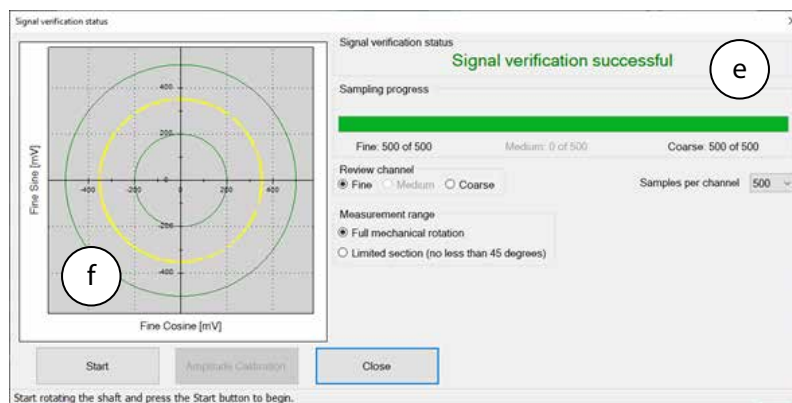 Signal verification status
Signal verification status
Signal verification successful
e
Sampling progress
Fine: 500 of 500
Medium: 0 of 500
Coarse: 500 of 500
Review channel
Fine
Medium
Coarse
Samples per channel
500
Measurement range
Full mechanical rotation
Limited section (no less than 45 degrees)
Fine Sine [mV]
400
200
-400
-200
0
200
400
-200
-400
f
Fine Cosine [mV]
Start
Amplitude Calibration
Close
Start rotating the shaft and press the Start button to begin.